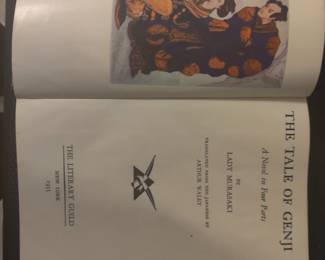 THE TALE OF GENJI
A Novel in Four Parts
BY
LADY MURASAKI
TRANSLATED FROM THE JAPANESE BY
ARTHUR WALEY
THE LITERARY GUILD
NEW YORK
1935